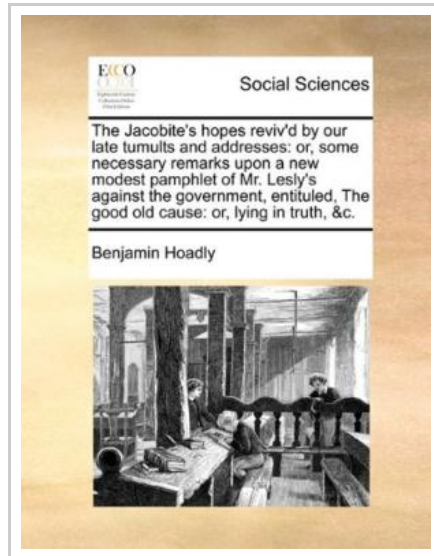 ECCO
Social Sciences
The Jacobite's hopes reviv'd by our
late tumults and addresses: or, some
necessary remarks upon a new
modest pamphlet of Mr. Lesly's
against the government, entituled, The
good old cause: or, lying in truth, &c.
Benjamin Hoadly